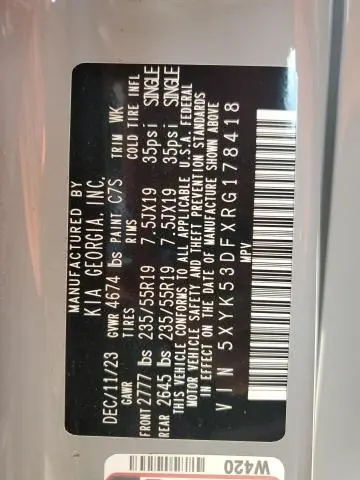 MANUFACTURED BY
KIA GEORGIA, INC.
DEC/11/23 GVWR 4674 lbs PAINT C7S TRIM WK
GAWR TIRES RIMS COLD TIRE INFL
FRONT 2777 lbs 235/55R19 7.5JX19 35psi SINGLE
REAR 2645 lbs 235/55R19 7.5JX19 35psi SINGLE
THIS VEHICLE CONFORMS TO ALL APPLICABLE U.S.A. FEDERAL
MOTOR VEHICLE SAFETY AND THEFT PREVENTION STANDARDS
IN EFFECT ON THE DATE OF MANUFACTURE SHOWN ABOVE
VIN 5XYK53DFXRG178418
MPV
W420